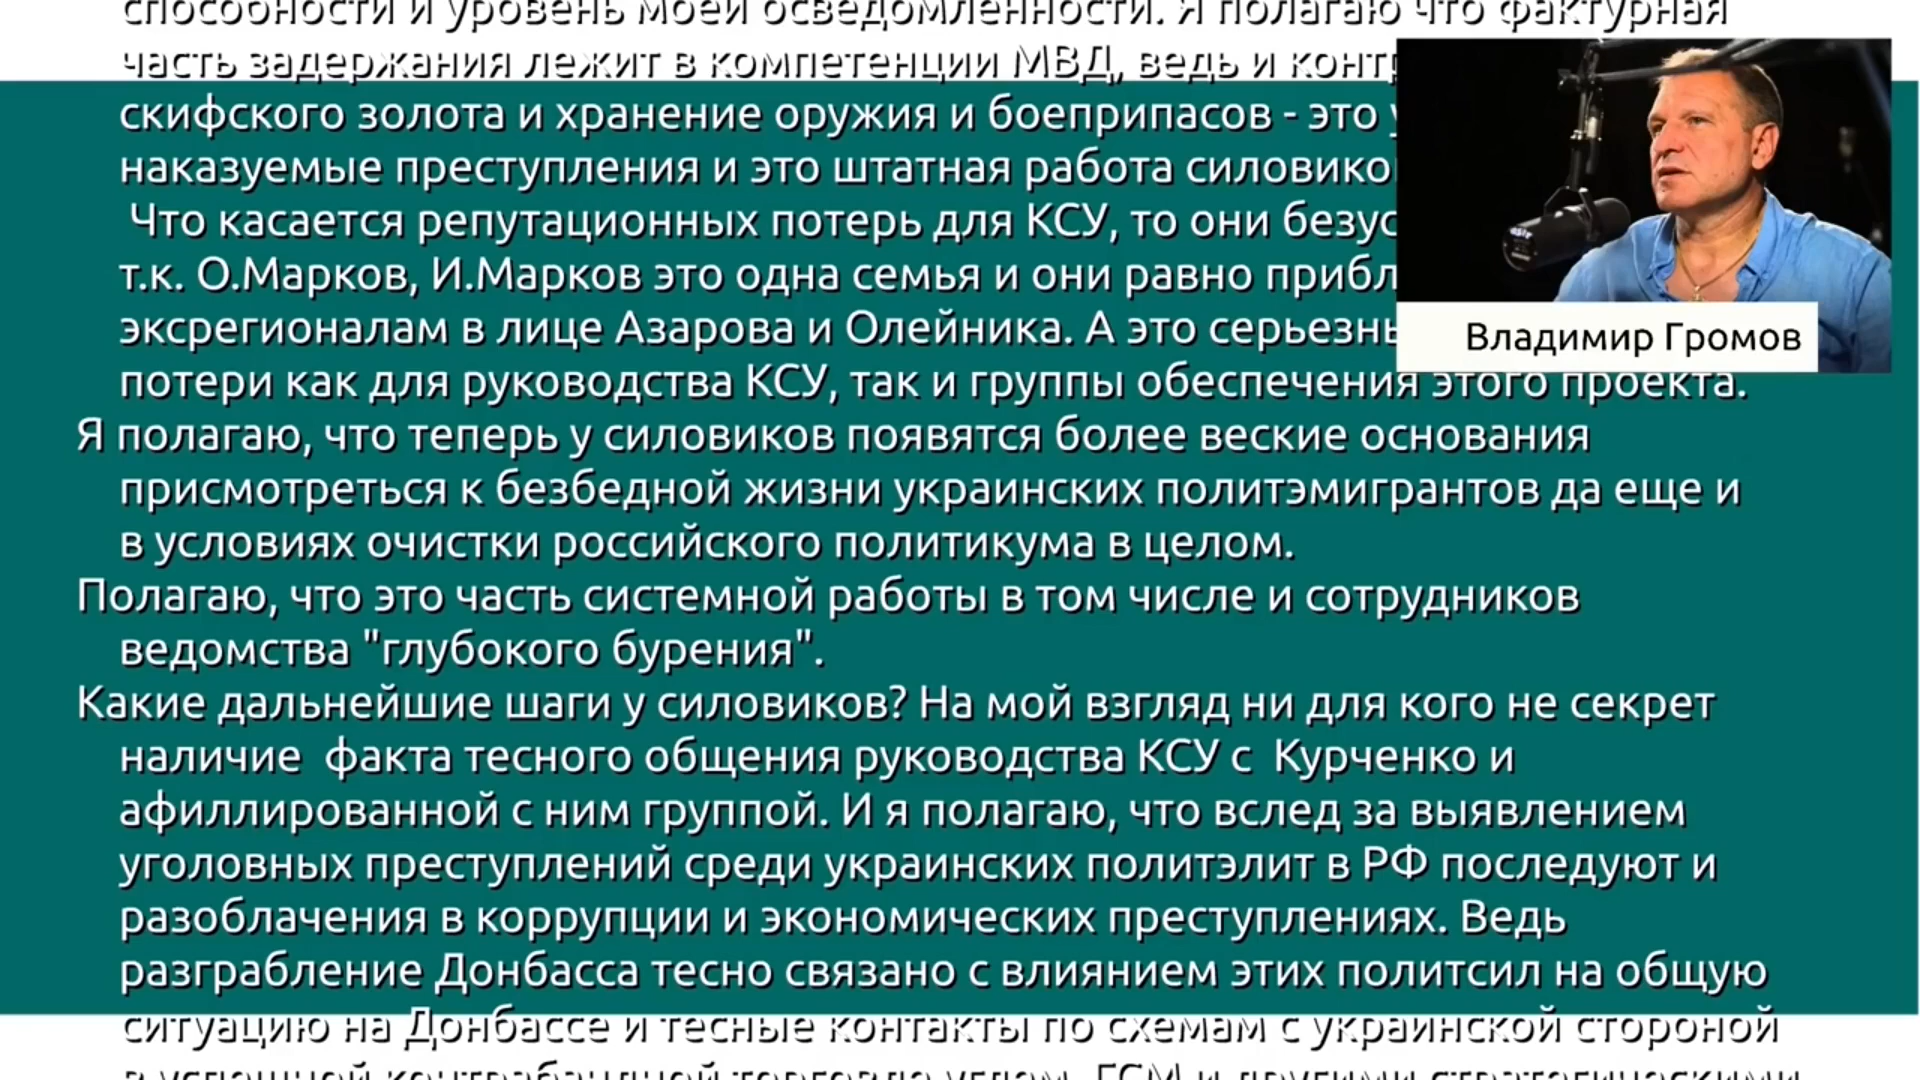 способности и уровень моей осведомленности. Я полагаю что фактурная
часть задержания лежит в компетенции МВД, ведь и
скифского золота и хранение оружия и боеприпасов - это
наказуемые преступления и это штатная работа
Что касается репутационных потерь для КСУ, то они
т.к. О.Марков, И.Марков это одна семья и они равно
эксрегионалам в лице Азарова и Олейника. А это
потери как для руководства КСУ, так и группы обеспечения этого проекта.
Владимир Громов
Я полагаю, что теперь у силовиков появятся более веские основания
присмотреться к безбедной жизни украинских политэмигрантов да еще и
в условиях очистки российского политикума в целом.
Полагаю, что это часть системной работы в том числе и сотрудников
ведомства "глубокого бурения".
Какие дальнейшие шаги у силовиков? На мой взгляд ни для кого не секрет
наличие факта тесного общения руководства КСУ с Курченко и
афиллированной с ним группой. И я полагаю, что вслед за выявлением
уголовных преступлений среди украинских политэлит в РФ последуют и
разоблачения в коррупции и экономических преступлениях. Ведь
разграбление Донбасса тесно связано с влиянием этих политсил на общую
ситуацию на Донбассе и тесные контакты по схемам с украинской стороной
в успешной контрабандной торговле углем, ГСМ и другими стратегическими